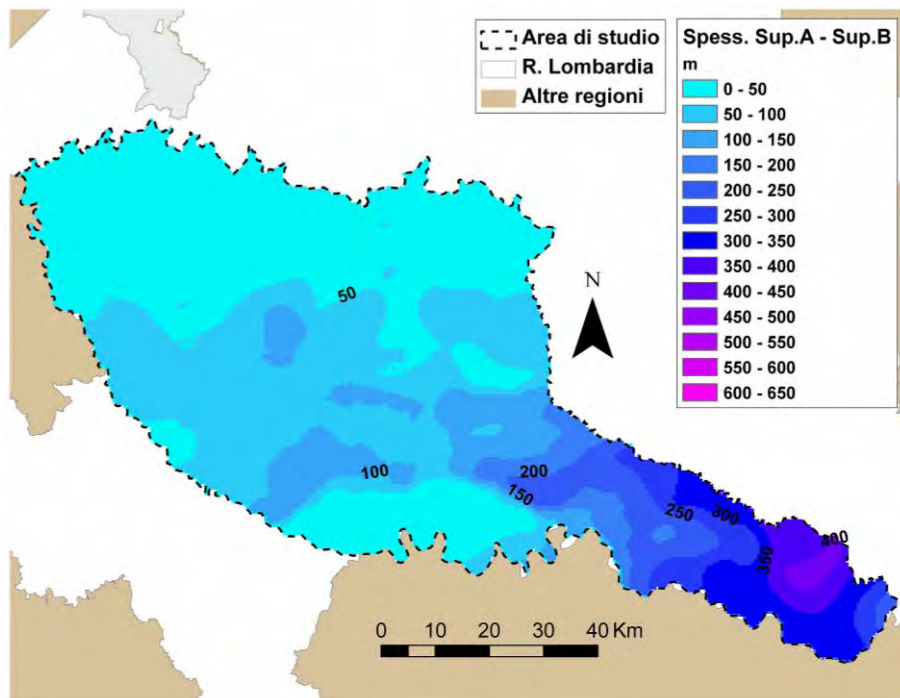 Area di studio
R. Lombardia
Altre regioni
Spess. Sup.A - Sup.B
m
0 - 50
50 - 100
100 - 150
150 - 200
200 - 250
250 - 300
300 - 350
350 - 400
400 - 450
450 - 500
500 - 550
550 - 600
600 - 650
N
50
100
200
150
250
300
350
400
0 5 10 20 30 40 Km